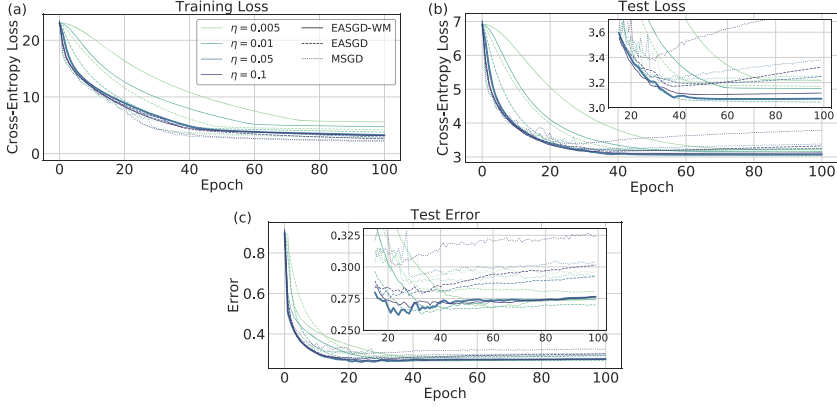 (a)
Training Loss
Cross-Entropy Loss
20
10
0
η = 0.005
η = 0.01
η = 0.05
η = 0.1
EASGD-WM
EASGD
MSGD
0 20 40 60 80 100
Epoch
(b)
Test Loss
Cross-Entropy Loss
7
6
5
4
3
3.6
3.4
3.2
3.0
20 40 60 80 100
0 20 40 60 80 100
Epoch
(c)
Test Error
Error
0.8
0.6
0.4
0.325
0.300
0.275
0.250
20 40 60 80 100
0 20 40 60 80 100
Epoch